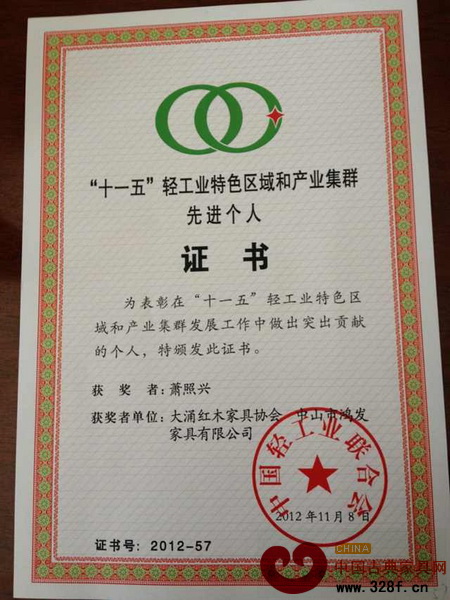 “十一五”轻工业特色区域和产业集群
先进个人
证 书
为表彰在“十一五”轻工业特色区
域和产业集群发展工作中做出突出贡献
的个人，特颁发此证书。
获 奖 者：萧照兴
获奖者单位：大涌红木家具协会 中山市鸿发
家具有限公司
中国轻工业联合会
2012年11月8日
证书号：2012-57
CHINA
中国古典家具网
www.328f.cn